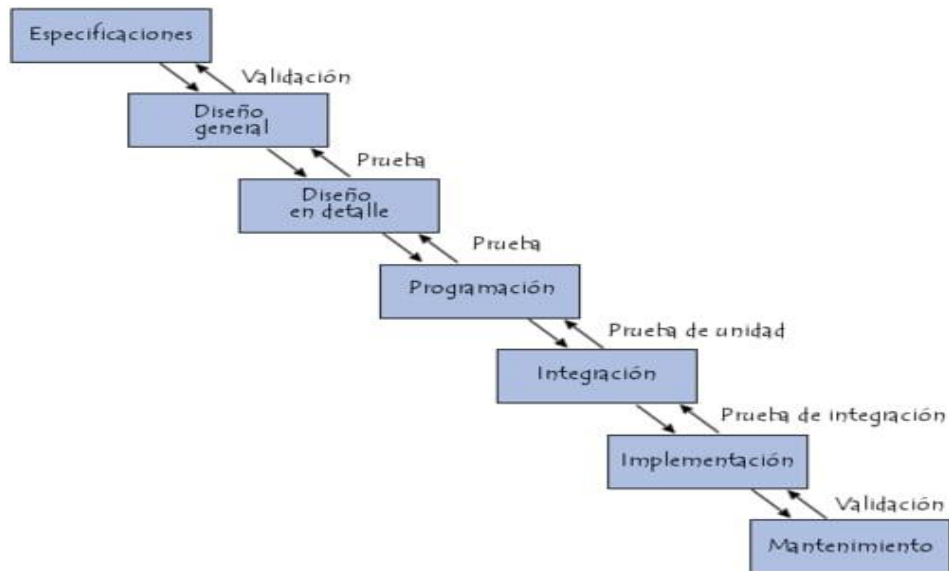 Especificaciones
Validación
Diseño
general
Prueba
Diseño
en detalle
Prueba
Programación
Prueba de unidad
Integración
Prueba de integración
Implementación
Validación
Mantenimiento